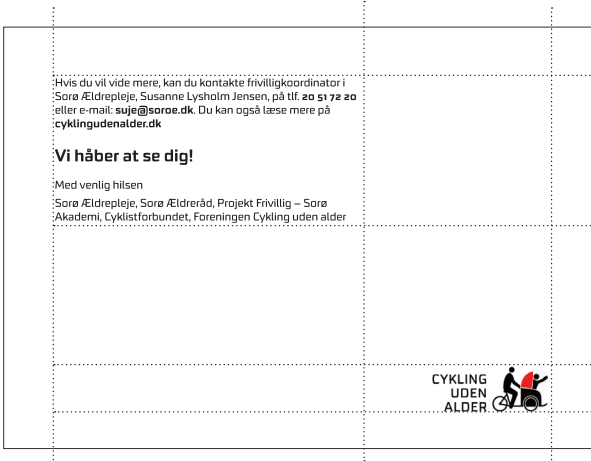 Hvis du vil vide mere, kan du kontakte frivilligkoordinator i
Sorø Ældrepleje, Susanne Lysholm Jensen, på tlf. 20 51 72 20
eller e-mail: suje@soroe.dk. Du kan også læse mere på
cyklingudenalder.dk
Vi håber at se dig!
Med venlig hilsen
Sorø Ældrepleje, Sorø Ældreråd, Projekt Frivillig – Sorø
Akademi, Cyklistforbundet, Foreningen Cykling uden alder
CYKLING
UDEN
ALDER